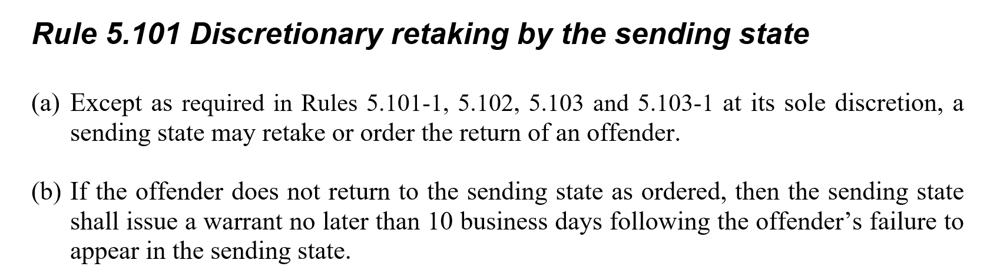 Rule 5.101 Discretionary retaking by the sending state
(a) Except as required in Rules 5.101-1, 5.102, 5.103 and 5.103-1 at its sole discretion, a
sending state may retake or order the return of an offender.
(b) If the offender does not return to the sending state as ordered, then the sending state
shall issue a warrant no later than 10 business days following the offender’s failure to
appear in the sending state.